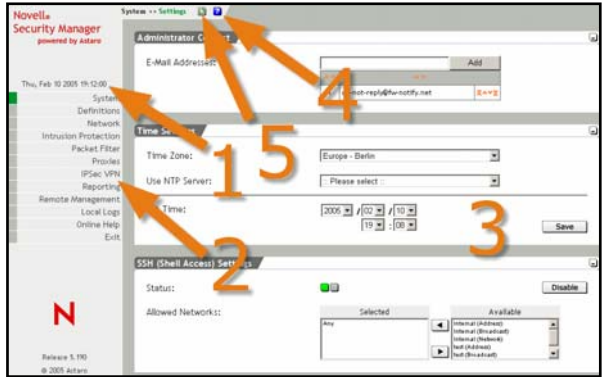 Novell®
Security Manager
powered by Astaro
System -> Settings
?
Thu, Feb 10 2005 19:12:00
System
Definitions
Network
Intrusion Protection
Packet Filter
Proxies
IPSec VPN
Reporting
Remote Management
Local Logs
Online Help
Exit
N
Release 5.190
© 2005 Astaro
Administrator Contact
E-Mail Addresses:
Add
-not-reply@fw-notify.net
Time Settings
Time Zone:
Europe - Berlin
Use NTP Server:
:: Please select ::
Time:
2005 / 02 / 10
19 : 08
Save
SSH (Shell Access) Settings
Status:
Disable
Allowed Networks:
Selected
Available
Any
Internal (Address)
Internal (Broadcast)
Internal (Network)
test (Address)
test (Broadcast)
1
2
3
4
5